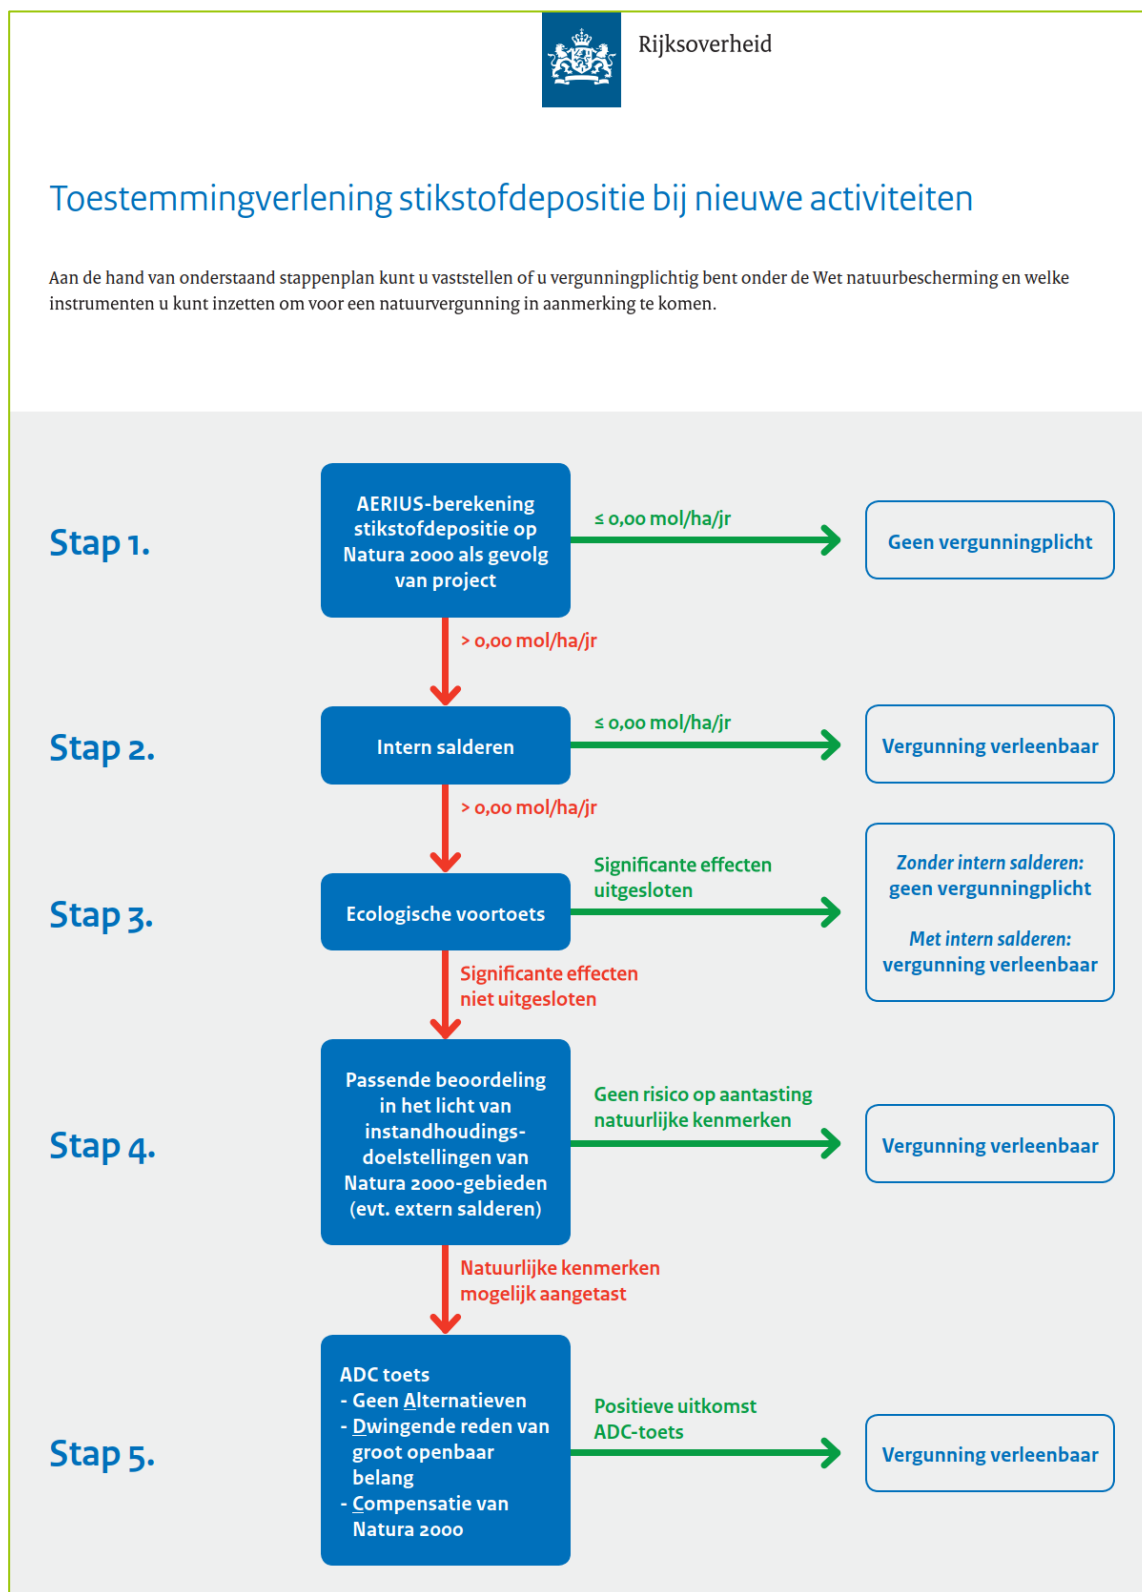 Rijksoverheid
Toestemmingverlening stikstofdepositie bij nieuwe activiteiten
Aan de hand van onderstaand stappenplan kunt u vaststellen of u vergunningplichtig bent onder de Wet natuurbescherming en welke
instrumenten u kunt inzetten om voor een natuurvergunning in aanmerking te komen.
Stap 1.
AERIUS-berekening
stikstofdepositie op
Natura 2000 als gevolg
van project
≤ 0,00 mol/ha/jr
Geen vergunningplicht
> 0,00 mol/ha/jr
Stap 2.
Intern salderen
≤ 0,00 mol/ha/jr
Vergunning verleenbaar
> 0,00 mol/ha/jr
Stap 3.
Ecologische voortoets
Significante effecten
uitgesloten
Zonder intern salderen:
geen vergunningplicht
Met intern salderen:
vergunning verleenbaar
Significante effecten
niet uitgesloten
Stap 4.
Passende beoordeling
in het licht van
instandhoudings-
doelstellingen van
Natura 2000-gebieden
(evt. extern salderen)
Geen risico op aantasting
natuurlijke kenmerken
Vergunning verleenbaar
Natuurlijke kenmerken
mogelijk aangetast
Stap 5.
ADC toets
- Geen Alternatieven
- Dwingende reden van
groot openbaar
belang
- Compensatie van
Natura 2000
Positieve uitkomst
ADC-toets
Vergunning verleenbaar